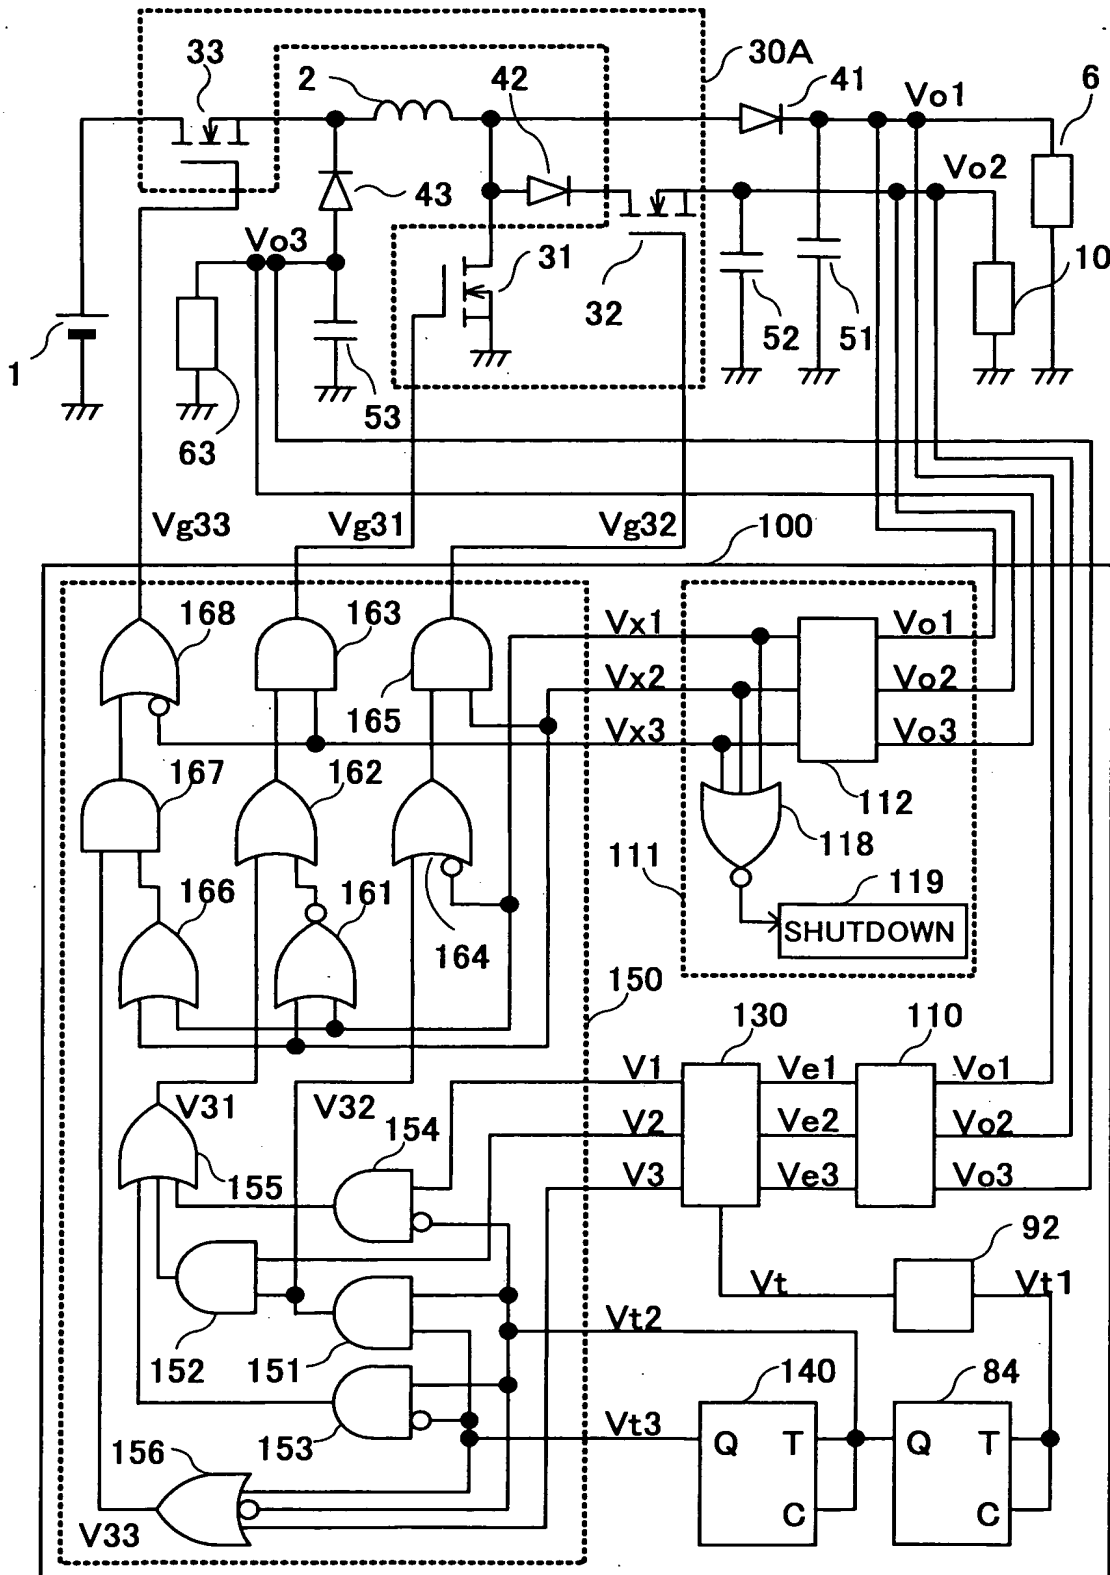 33
2
42
30A
41
Vo1
6
Vo2
43
Vo3
31
10
32
52
51
1
53
63
Vg33
Vg31
Vg32
100
168
163
Vx1
Vo1
165
Vx2
Vo2
Vx3
Vo3
167
162
112
118
111
166
161
119
SHUTDOWN
164
150
130
110
V1
Ve1
Vo1
V31
V32
154
V2
Ve2
Vo2
V3
Ve3
Vo3
155
92
Vt
Vt1
Vt2
152
151
140
84
153
Vt3
Q
T
Q
T
156
C
C
V33